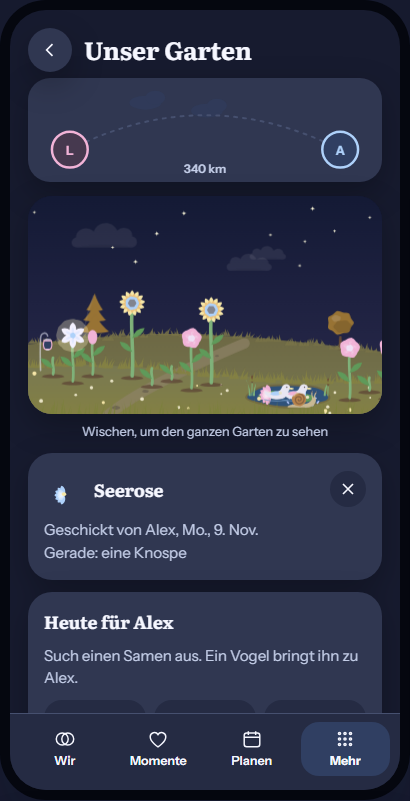 Unser Garten
L
A
340 km
Wischen, um den ganzen Garten zu sehen
Seerose
Geschickt von Alex, Mo., 9. Nov.
Gerade: eine Knospe
Heute für Alex
Such einen Samen aus. Ein Vogel bringt ihn zu
Alex.
Wir
Momente
Planen
Mehr